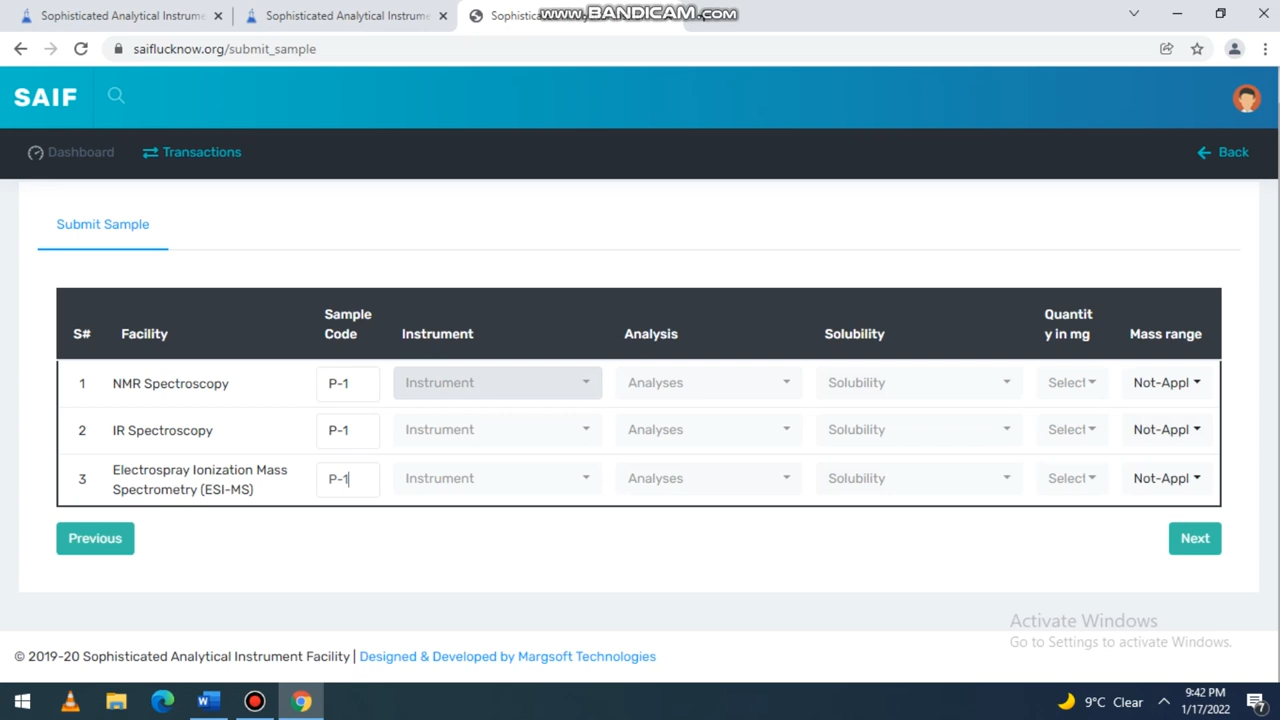 Sophisticated Analytical Instrume
Sophisticated Analytical Instrume
Sophistic
www.BANDICAM.com
saiflucknow.org/submit_sample
SAIF
Dashboard
Transactions
Back
Submit Sample
S#
Facility
Sample Code
Instrument
Analysis
Solubility
Quantit
y in mg
Mass range
1
NMR Spectroscopy
P-1
Instrument
Analyses
Solubility
Select
Not-Appl
2
IR Spectroscopy
P-1
Instrument
Analyses
Solubility
Select
Not-Appl
3
Electrospray Ionization Mass
Spectrometry (ESI-MS)
P-1
Instrument
Analyses
Solubility
Select
Not-Appl
Previous
Next
Activate Windows
Go to Settings to activate Windows.
© 2019-20 Sophisticated Analytical Instrument Facility | Designed & Developed by Margsoft Technologies
9°C Clear
9:42 PM
1/17/2022
7